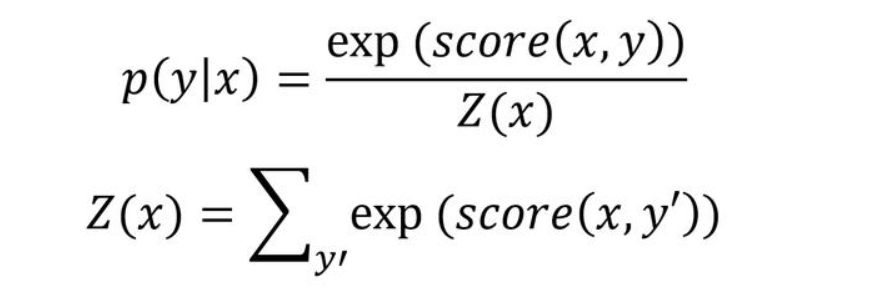 p(y|x) = exp (score(x, y)) / Z(x)
Z(x) = ∑_{y′} exp (score(x, y′))